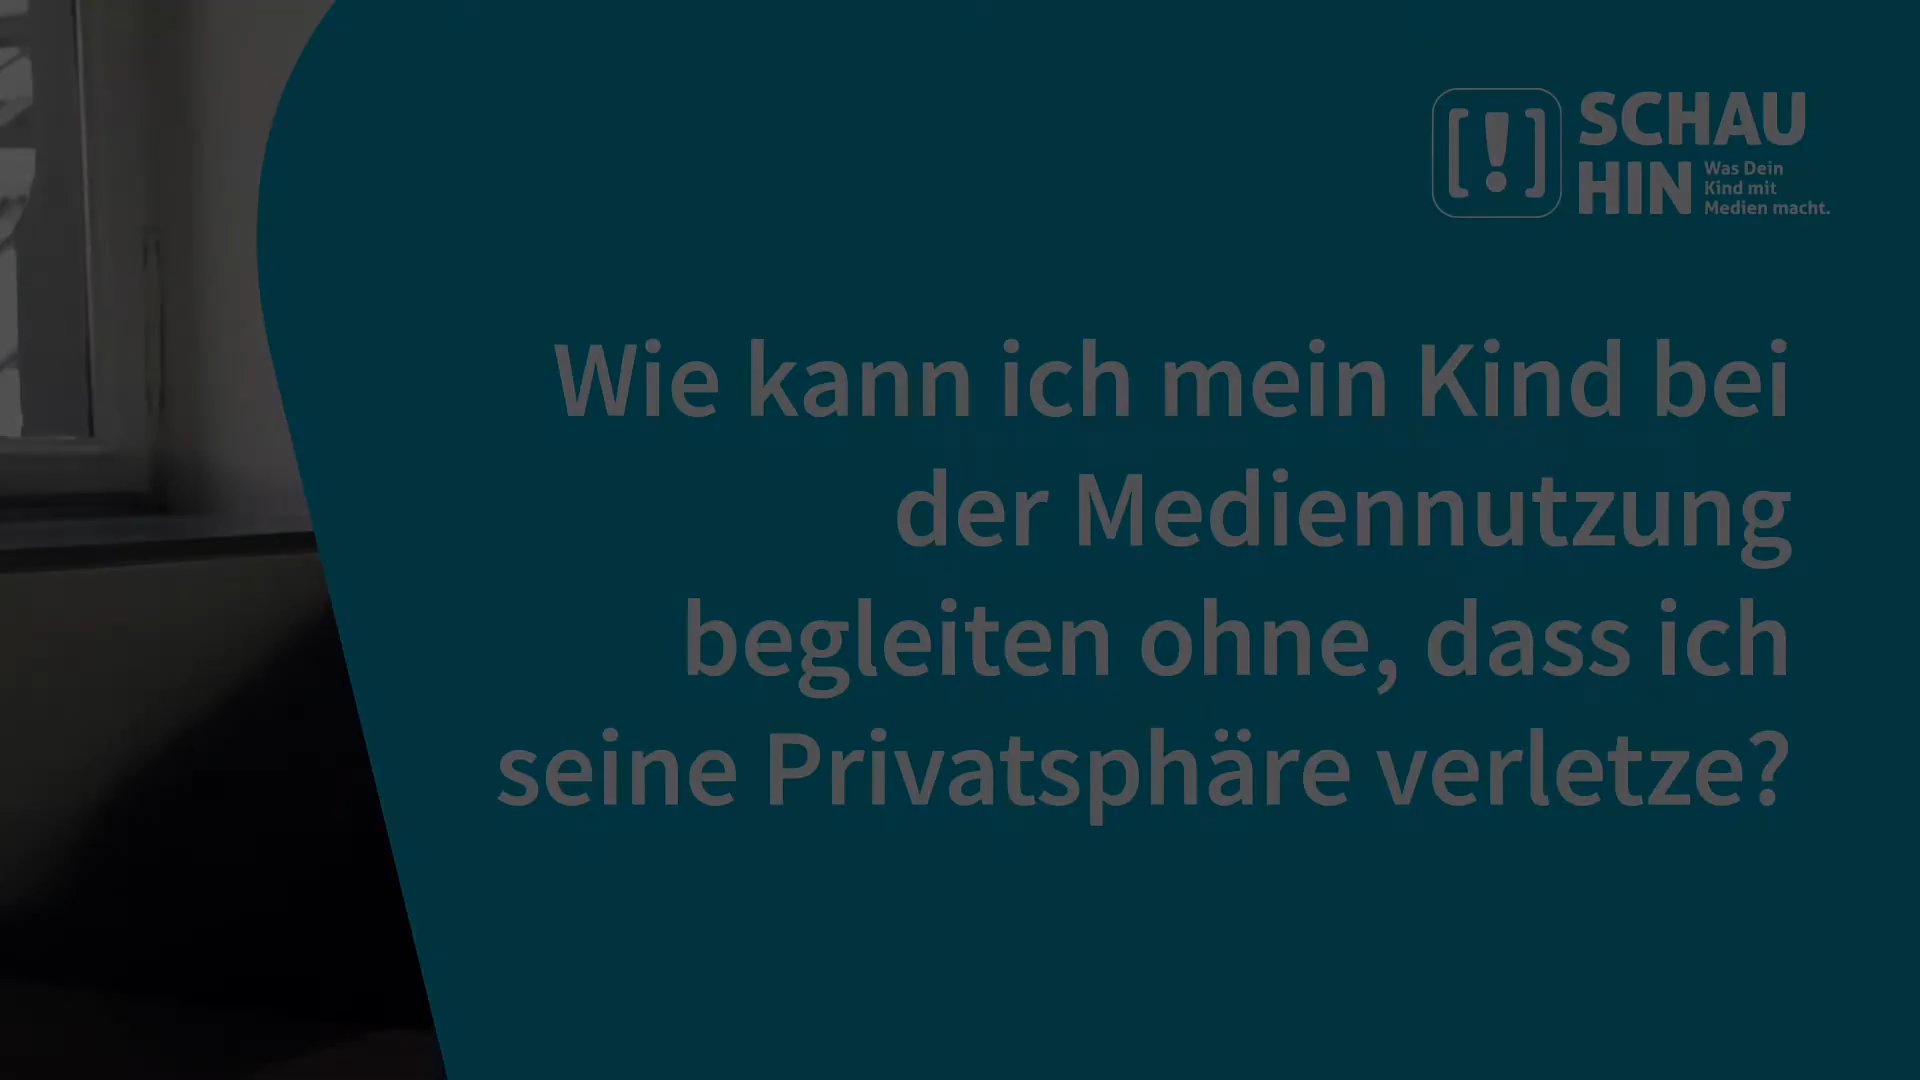 [!] SCHAU
HIN Was Dein
Kind mit
Medien macht.
Wie kann ich mein Kind bei
der Mediennutzung
begleiten ohne, dass ich
seine Privatsphäre verletze?